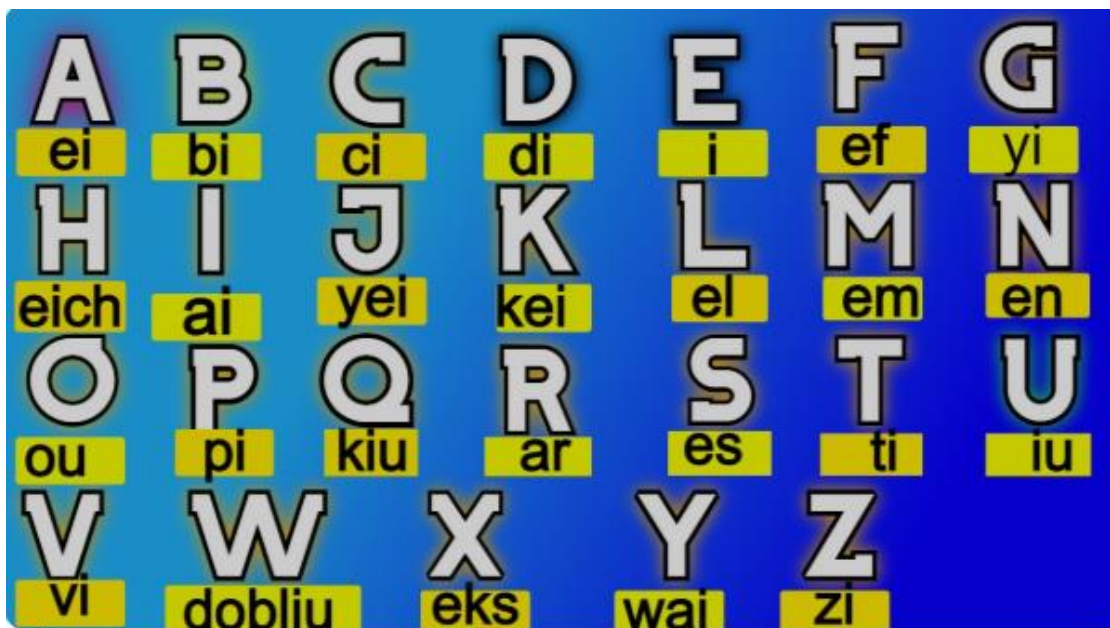 A B C D E F G
ei bi ci di i ef yi
H I J K L M N
eich ai yei kei el em en
O P Q R S T U
ou pi kiu ar es ti iu
V W X Y Z
vi dobliu eks wai zi